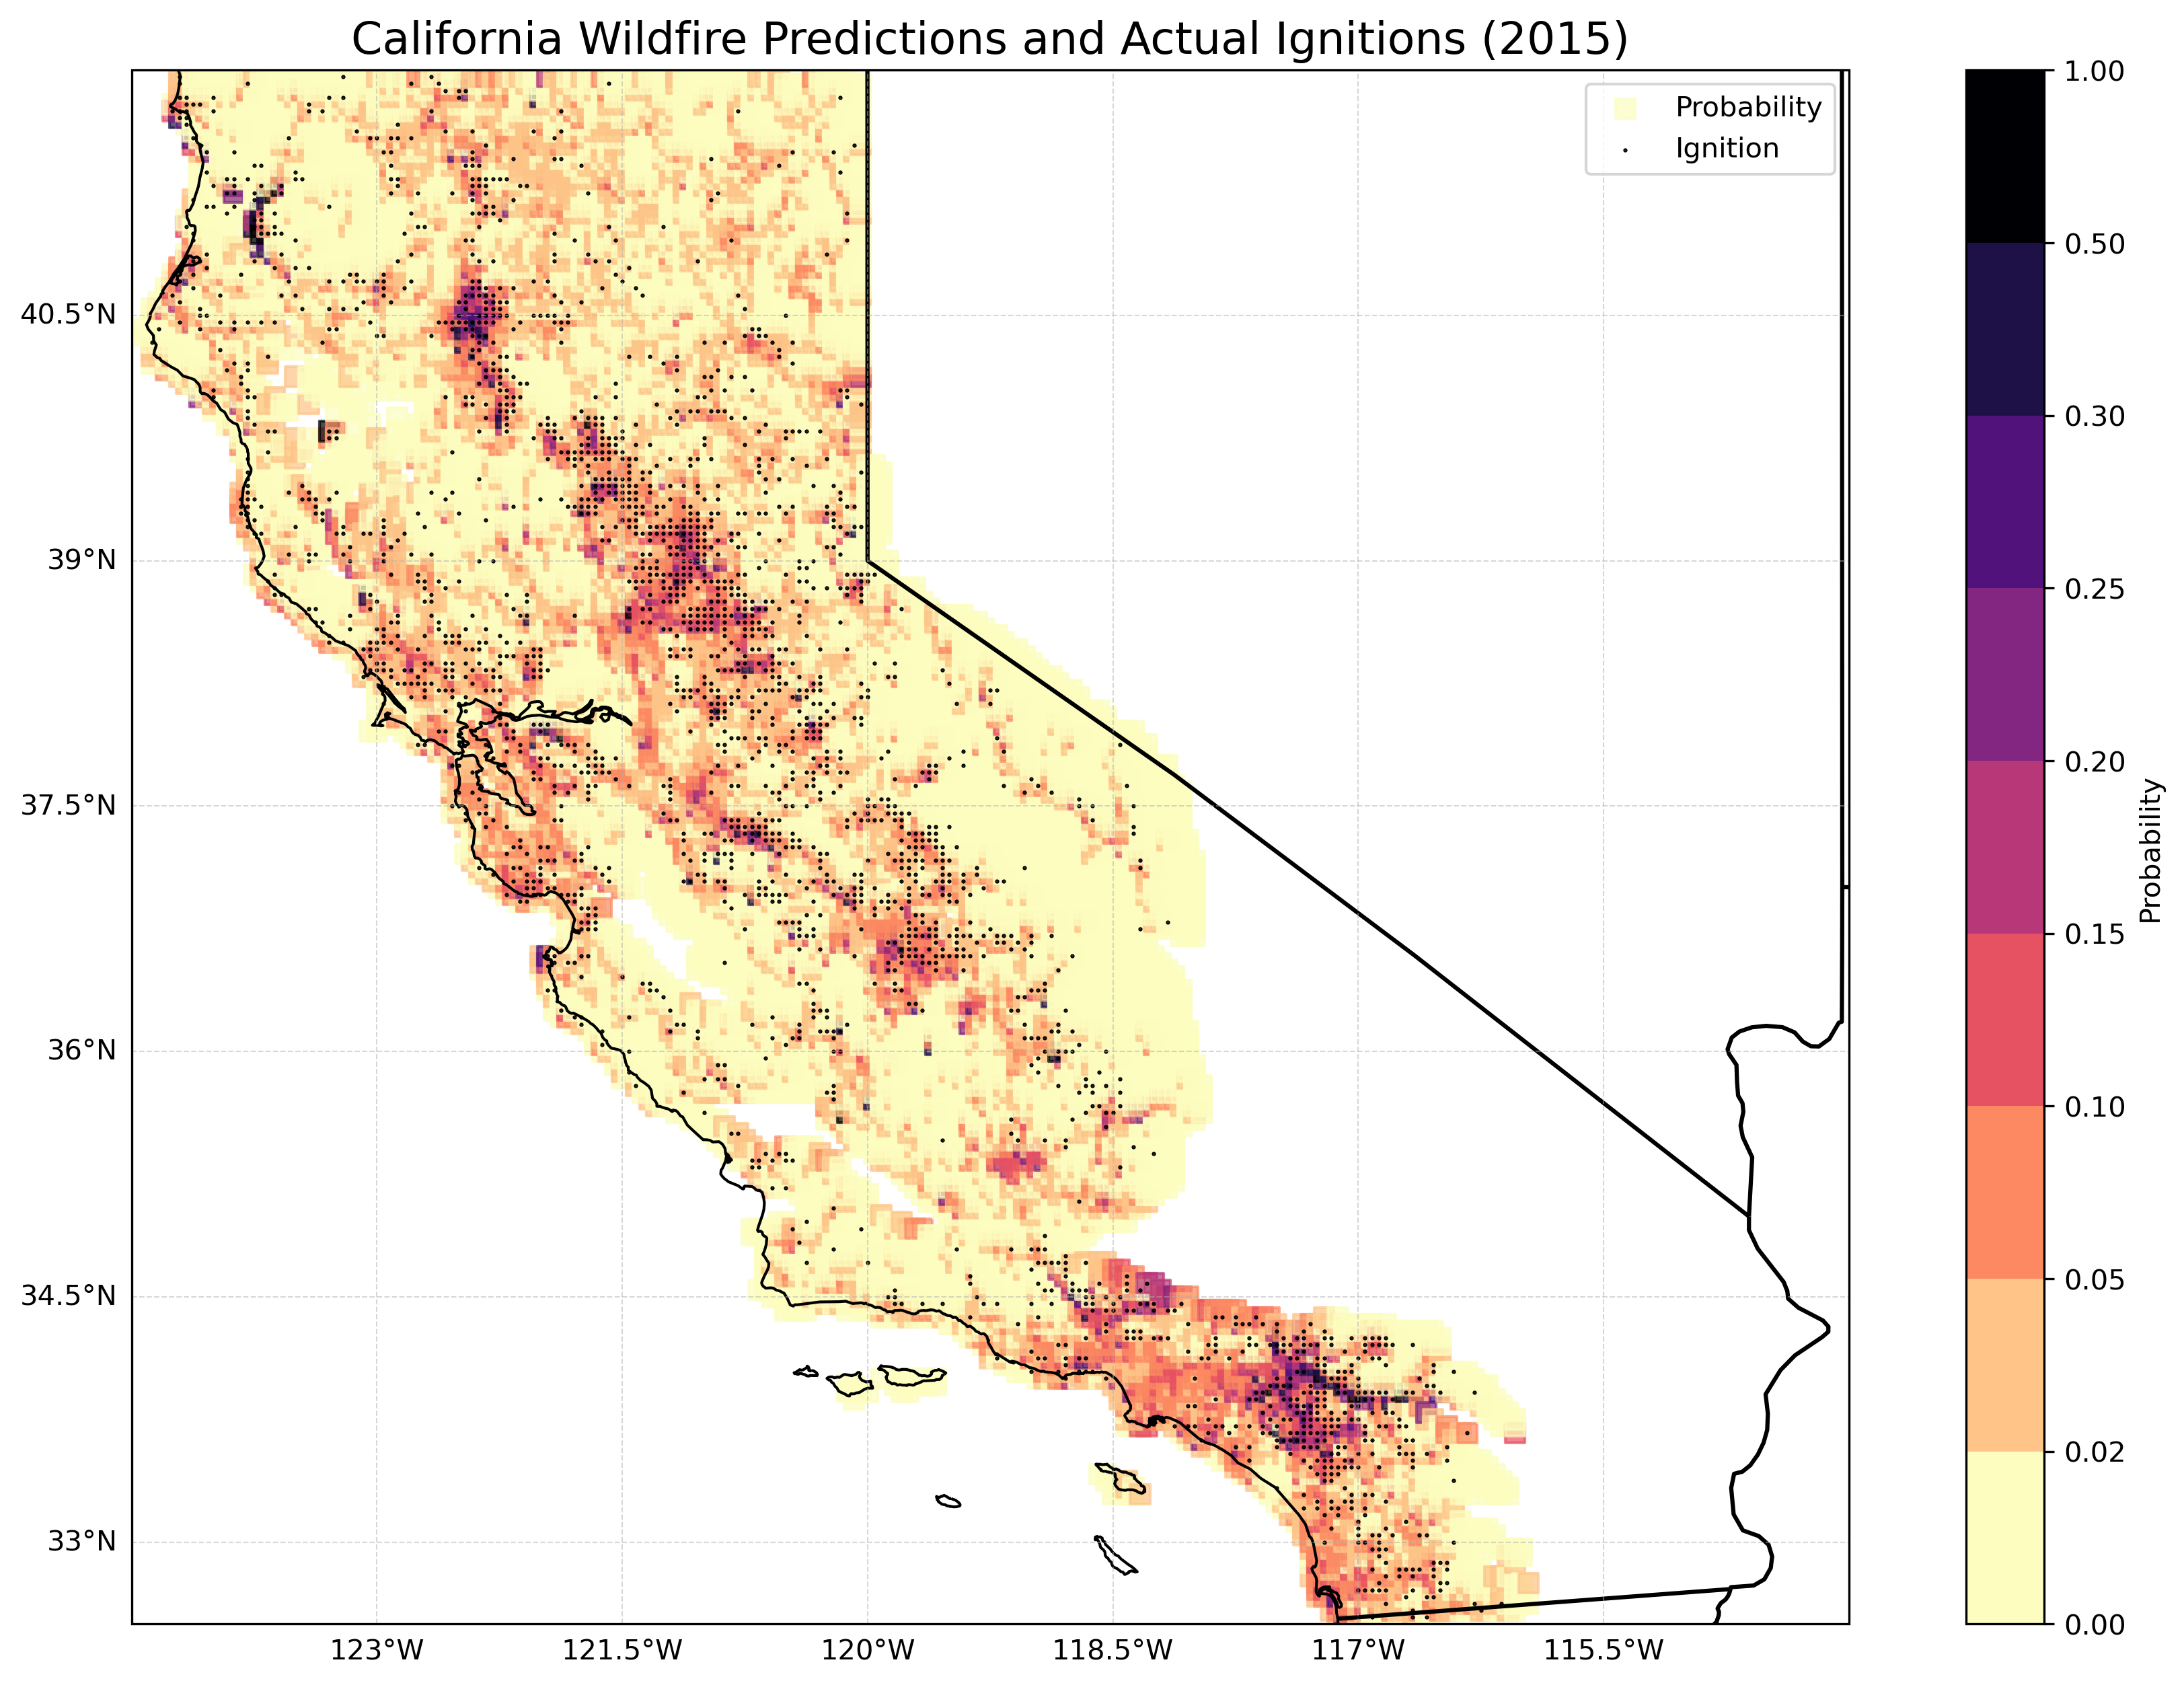 California Wildfire Predictions and Actual Ignitions (2015)
Probability
Ignition
40.5°N
39°N
37.5°N
36°N
34.5°N
33°N
123°W
121.5°W
120°W
118.5°W
117°W
115.5°W
1.00
0.50
0.30
0.25
0.20
0.15
0.10
0.05
0.02
0.00
Probability